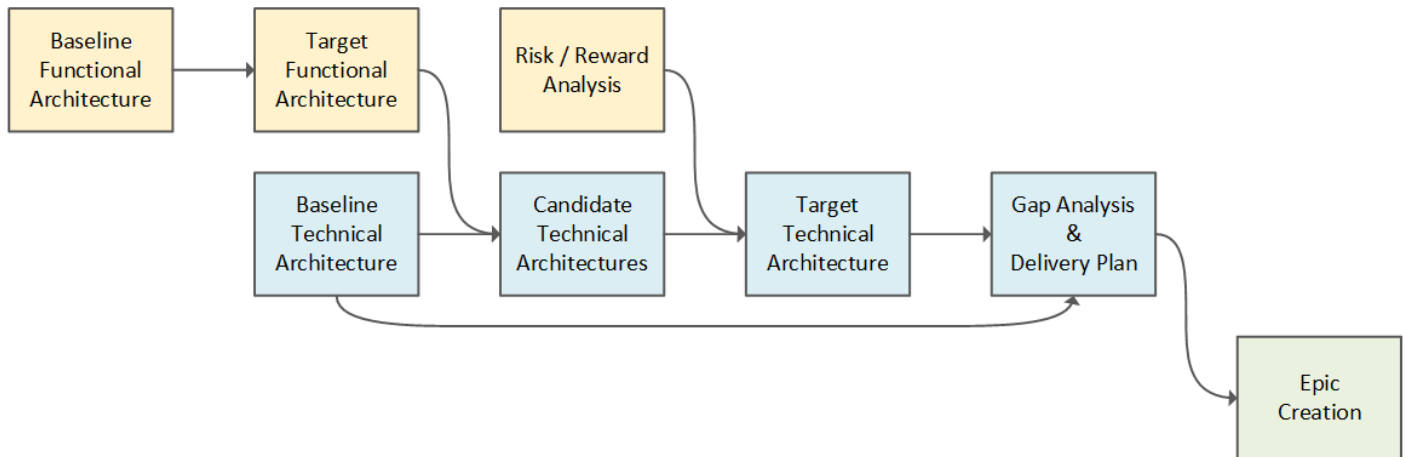 Baseline
Functional
Architecture
Target
Functional
Architecture
Risk / Reward
Analysis
Baseline
Technical
Architecture
Candidate
Technical
Architectures
Target
Technical
Architecture
Gap Analysis
&
Delivery Plan
Epic
Creation